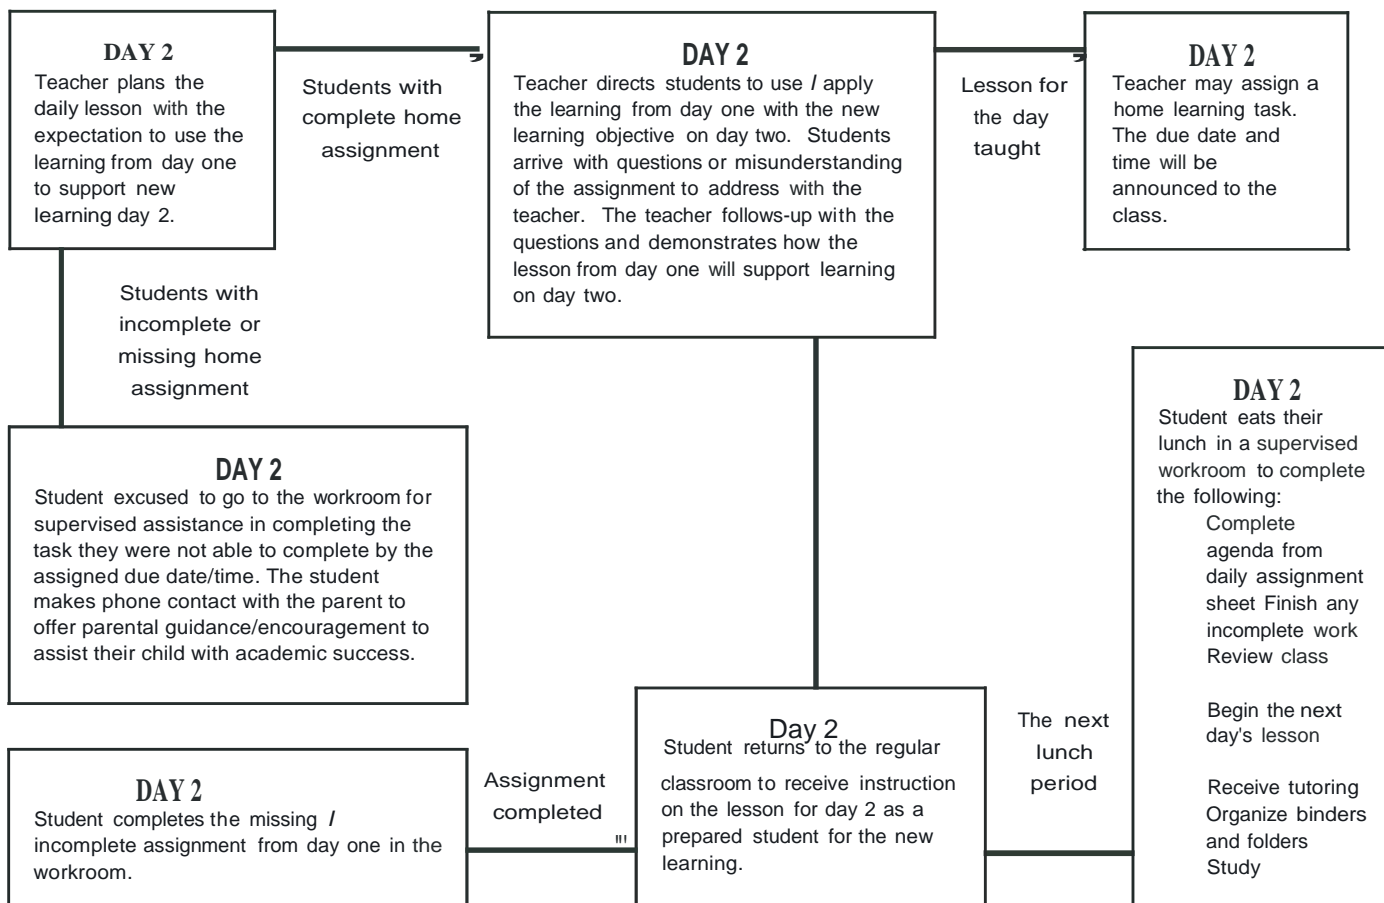 DAY 2
Teacher plans the
daily lesson with the
expectation to use the
learning from day one
to support new
learning day 2.
Students with
complete home
assignment
DAY 2
Teacher directs students to use / apply
the learning from day one with the new
learning objective on day two. Students
arrive with questions or misunderstanding
of the assignment to address with the
teacher. The teacher follows-up with the
questions and demonstrates how the
lesson from day one will support learning
on day two.
Lesson for
the day
taught
DAY 2
Teacher may assign a
home learning task.
The due date and
time will be
announced to the
class.
Students with
incomplete or
missing home
assignment
DAY 2
Student excused to go to the workroom for
supervised assistance in completing the
task they were not able to complete by the
assigned due date/time. The student
makes phone contact with the parent to
offer parental guidance/encouragement to
assist their child with academic success.
DAY 2
Student completes the missing /
incomplete assignment from day one in the
workroom.
Assignment
completed
"'
Day 2
Student returns to the regular
classroom to receive instruction
on the lesson for day 2 as a
prepared student for the new
learning.
The next
lunch
period
DAY 2
Student eats their
lunch in a supervised
workroom to complete
the following:
Complete
agenda from
daily assignment
sheet Finish any
incomplete work
Review class
Begin the next
day's lesson
Receive tutoring
Organize binders
and folders
Study